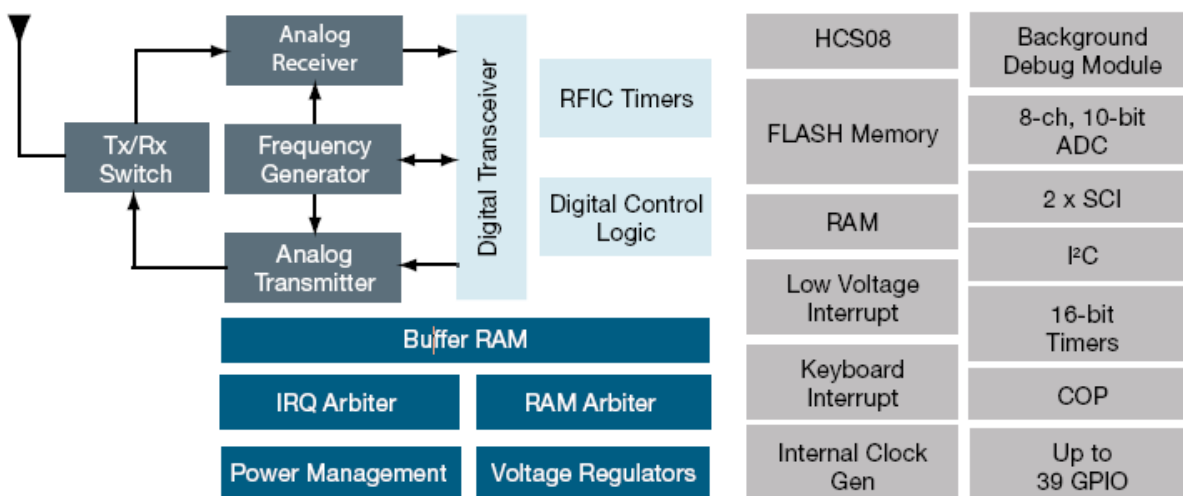 Analog
Receiver
Tx/Rx
Switch
Frequency
Generator
Analog
Transmitter
Digital Transceiver
RFIC Timers
Digital Control
Logic
Buffer RAM
IRQ Arbiter
RAM Arbiter
Power Management
Voltage Regulators
HCS08
FLASH Memory
RAM
Low Voltage
Interrupt
Keyboard
Interrupt
Internal Clock
Gen
Background
Debug Module
8-ch, 10-bit
ADC
2 x SCI
I²C
16-bit
Timers
COP
Up to
39 GPIO